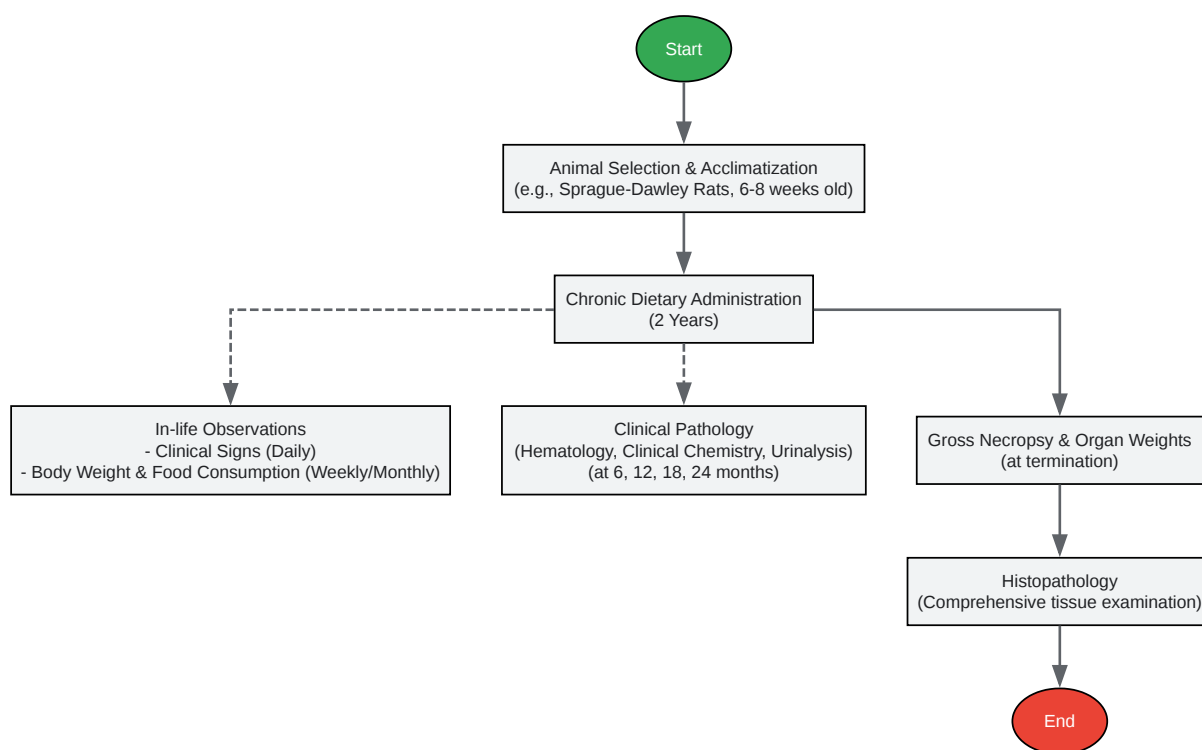 Start
Animal Selection & Acclimatization
(e.g., Sprague-Dawley Rats, 6-8 weeks old)
Chronic Dietary Administration
(2 Years)
In-life Observations
- Clinical Signs (Daily)
- Body Weight & Food Consumption (Weekly/Monthly)
Clinical Pathology
(Hematology, Clinical Chemistry, Urinalysis)
(at 6, 12, 18, 24 months)
Gross Necropsy & Organ Weights
(at termination)
Histopathology
(Comprehensive tissue examination)
End